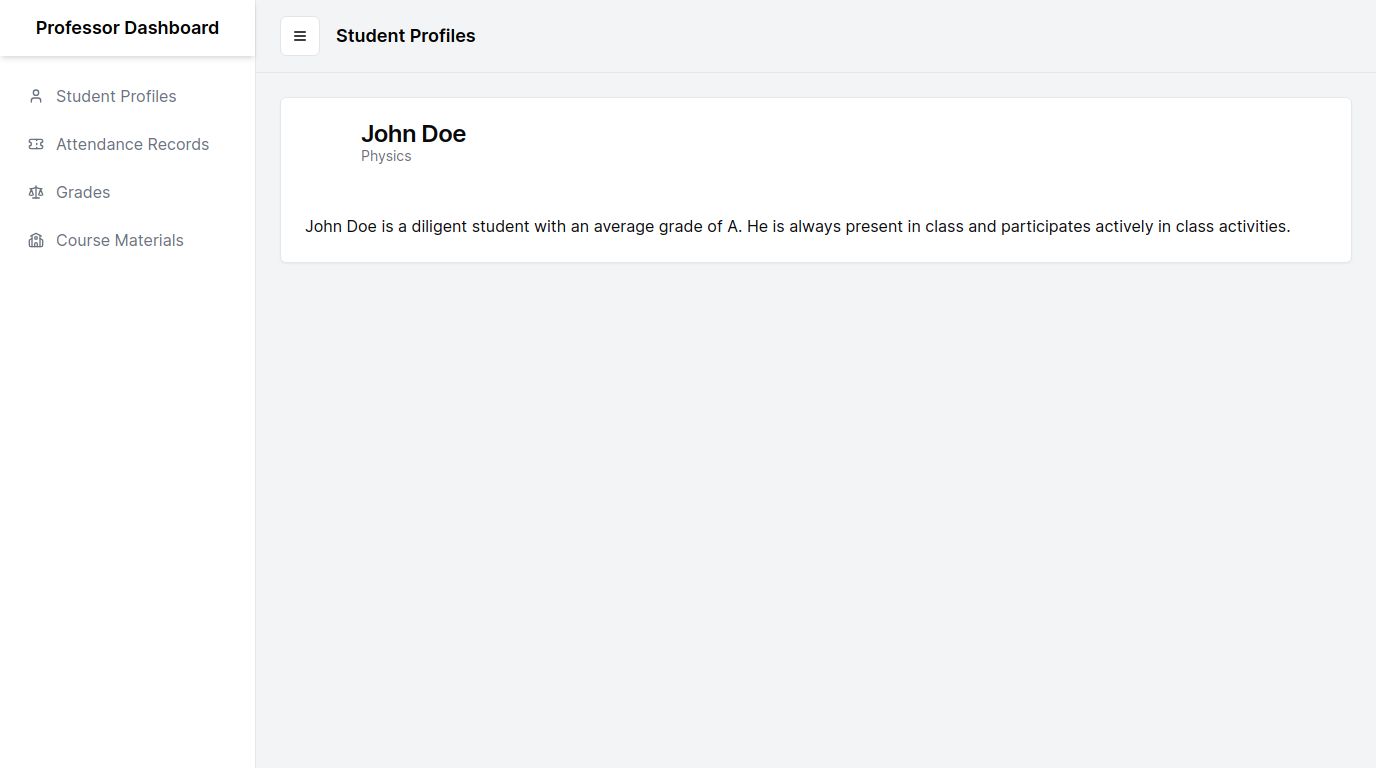 Professor Dashboard
Student Profiles
Attendance Records
Grades
Course Materials
Student Profiles
John Doe
Physics
John Doe is a diligent student with an average grade of A. He is always present in class and participates actively in class activities.